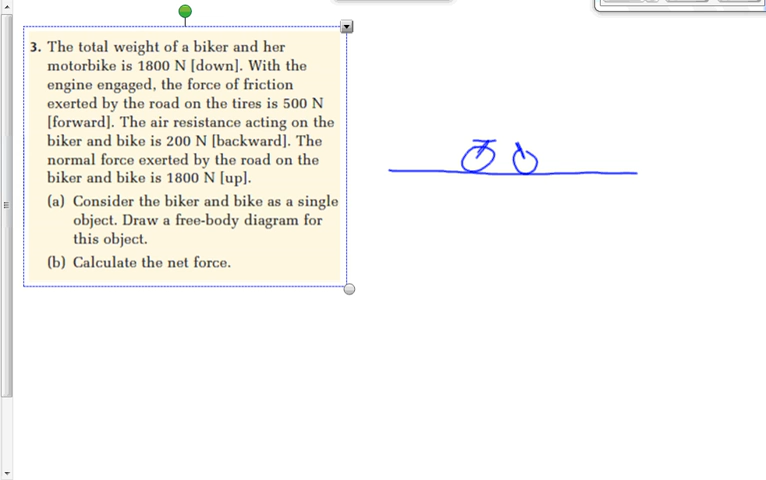 3. The total weight of a biker and her
motorbike is 1800 N [down]. With the
engine engaged, the force of friction
exerted by the road on the tires is 500 N
[forward]. The air resistance acting on the
biker and bike is 200 N [backward]. The
normal force exerted by the road on the
biker and bike is 1800 N [up].
(a) Consider the biker and bike as a single
object. Draw a free-body diagram for
this object.
(b) Calculate the net force.